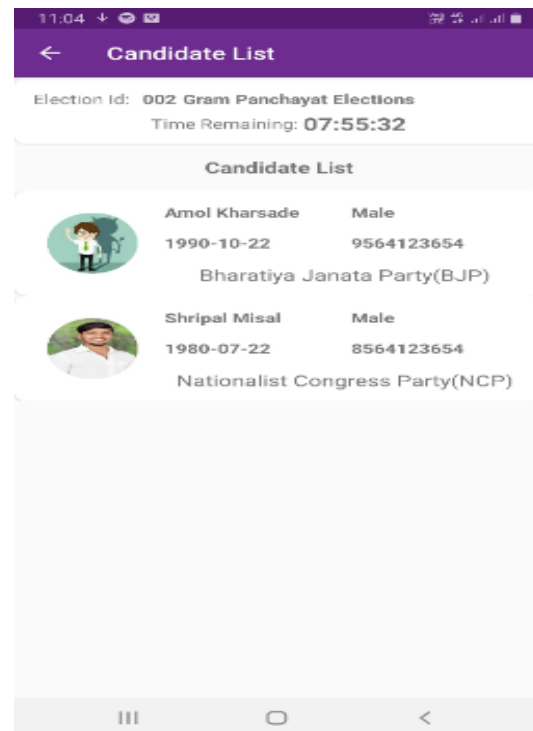 11:04
Candidate List
Election Id: 002 Gram Panchayat Elections
Time Remaining: 07:55:32
Candidate List
Amol Kharsade Male
1990-10-22 9564123654
Bharatiya Janata Party(BJP)
Shripal Misal Male
1980-07-22 8564123654
Nationalist Congress Party(NCP)